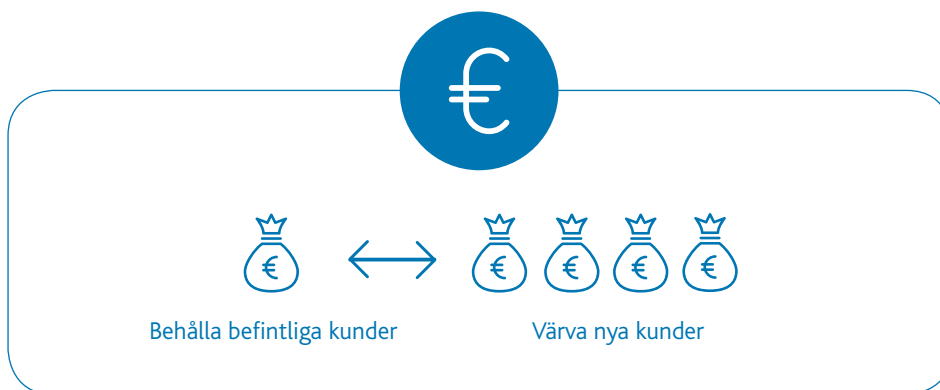 €
€ € € € €
Behålla befintliga kunder Värva nya kunder